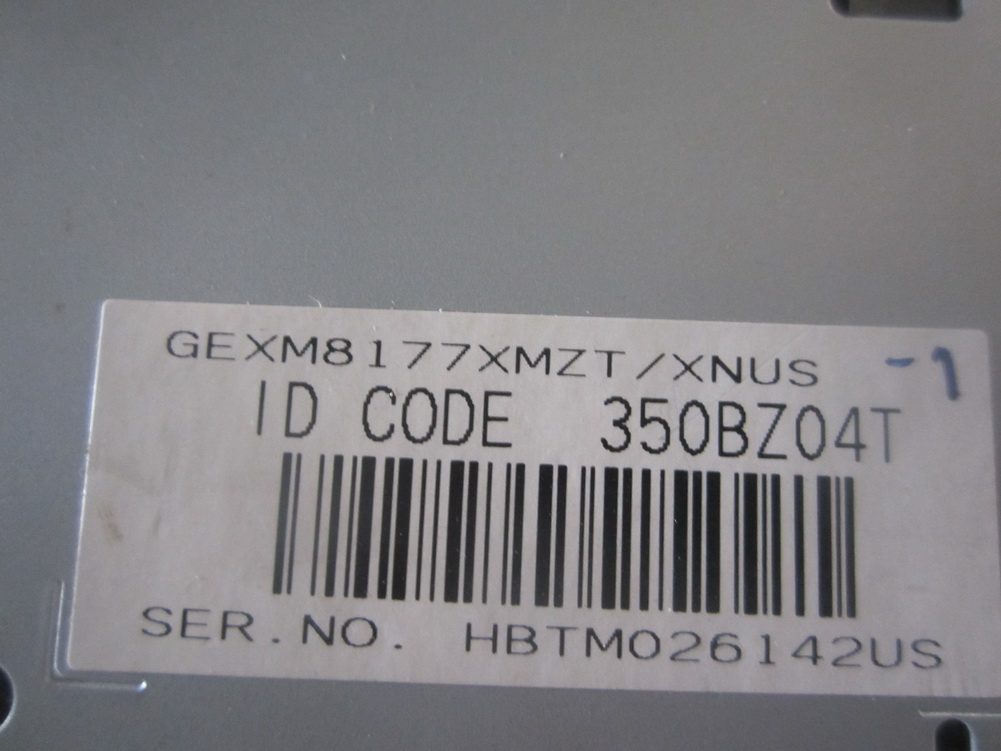 GEXM8177XMZT/XNUS -1
ID CODE 350BZ04T
SER.NO. HBTM026142US